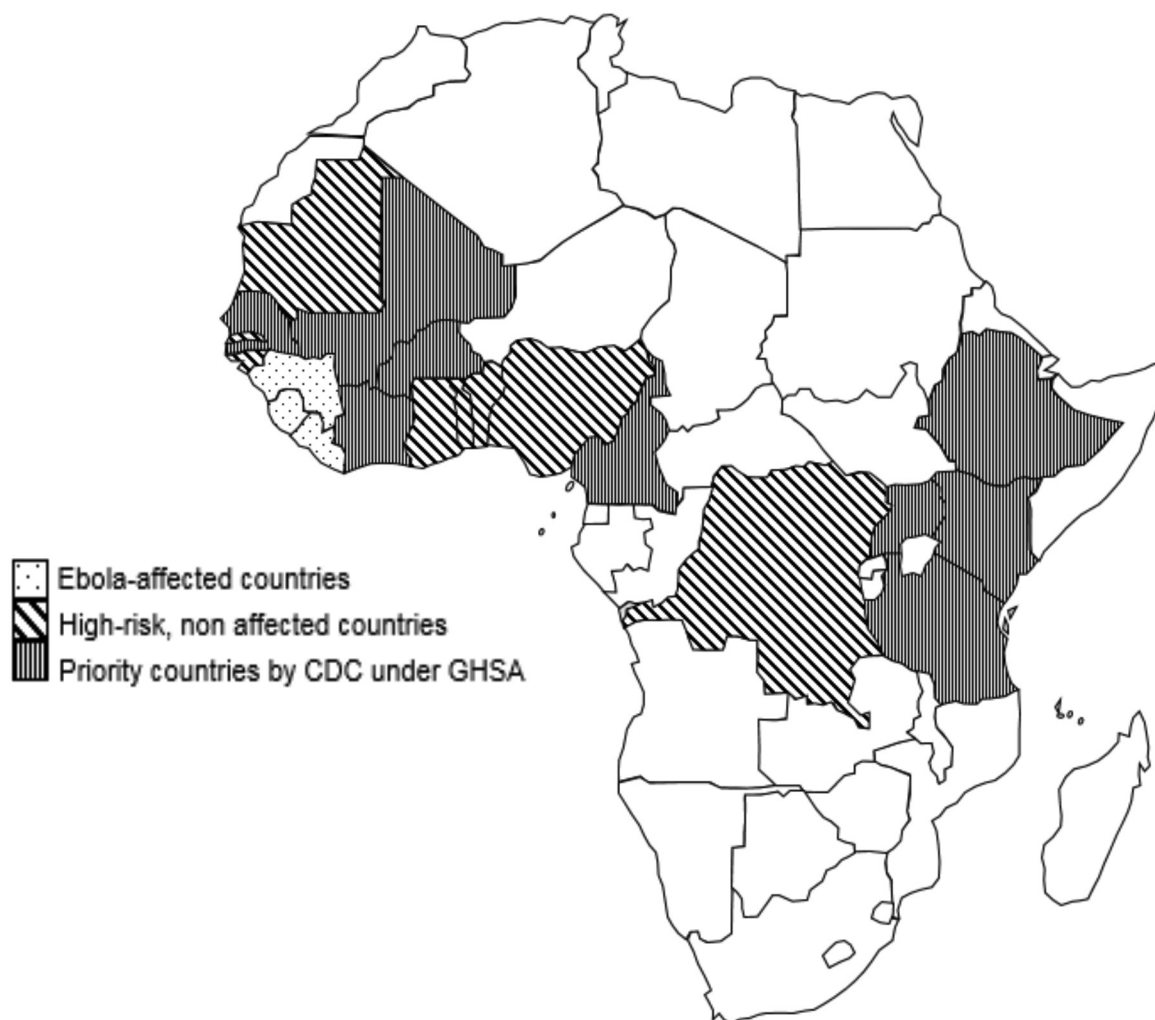 Ebola-affected countries
High-risk, non affected countries
Priority countries by CDC under GHSA